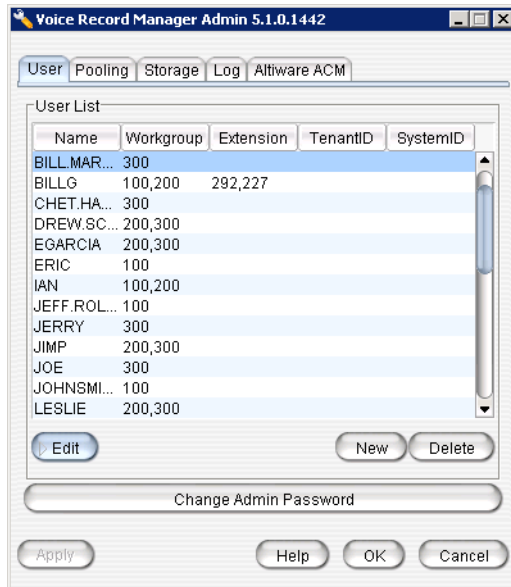 Voice Record Manager Admin 5.1.0.1442
User Pooling Storage Log Altiware ACM
User List
Name Workgroup Extension TenantID SystemID
BILL.MAR... 300
BILLG 100,200 292,227
CHET.HA... 300
DREW.SC... 200,300
EGARCIA 200,300
ERIC 100
IAN 100,200
JEFF.ROL... 100
JERRY 300
JIMP 200,300
JOE 300
JOHNSMI... 100
LESLIE 200,300
Edit New Delete
Change Admin Password
Apply Help OK Cancel